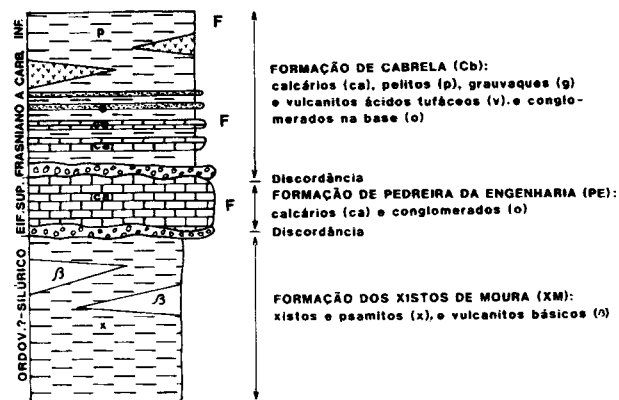 FRASNIANO A CARB. INF.
EIF. SUP.
ORDOV.?-SILÚRICO
F
p
g
F
(ca)
(ca)
F
β
β
x
FORMAÇÃO DE CABRELA (Cb):
calcários (ca), pelitos (p), grauvaques (g)
e vulcanitos ácidos tufáceos (v), e conglo-
merados na base (o)
Discordância
FORMAÇÃO DE PEDREIRA DA ENGENHARIA (PE):
calcários (ca) e conglomerados (o)
Discordância
FORMAÇÃO DOS XISTOS DE MOURA (XM):
xistos e psamitos (x), e vulcanitos básicos (β)